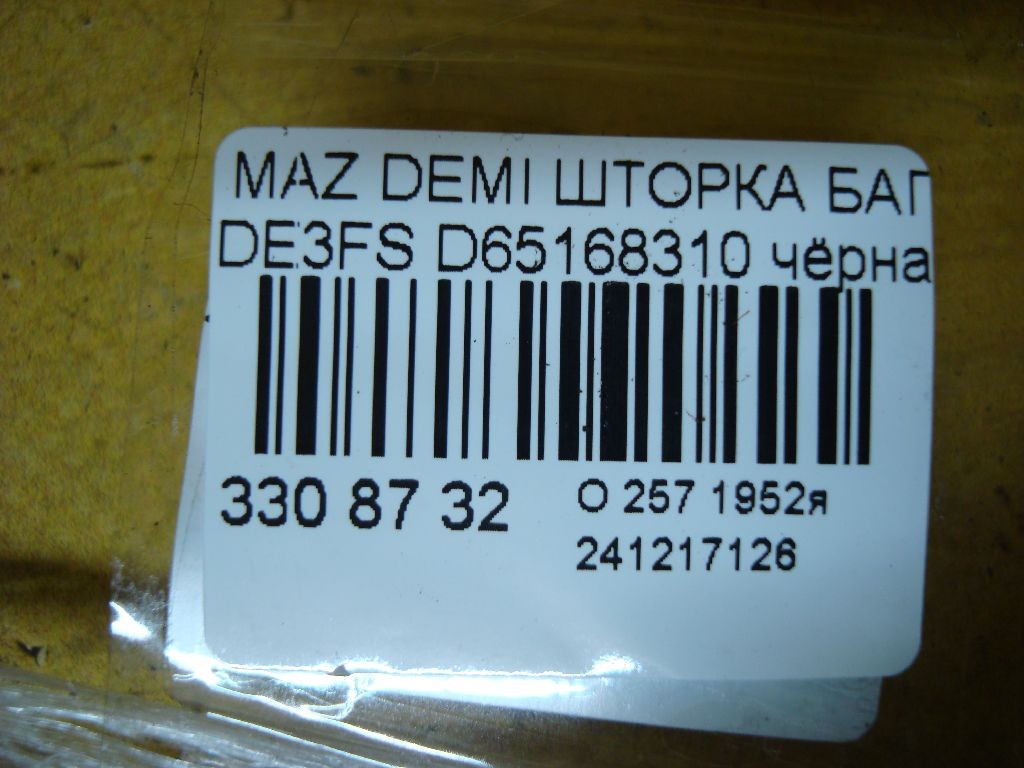 MAZ DEMI ШТОРКА БАГ
DE3FS D65168310 чёрна
330 87 32
О 257 1952я
241217126